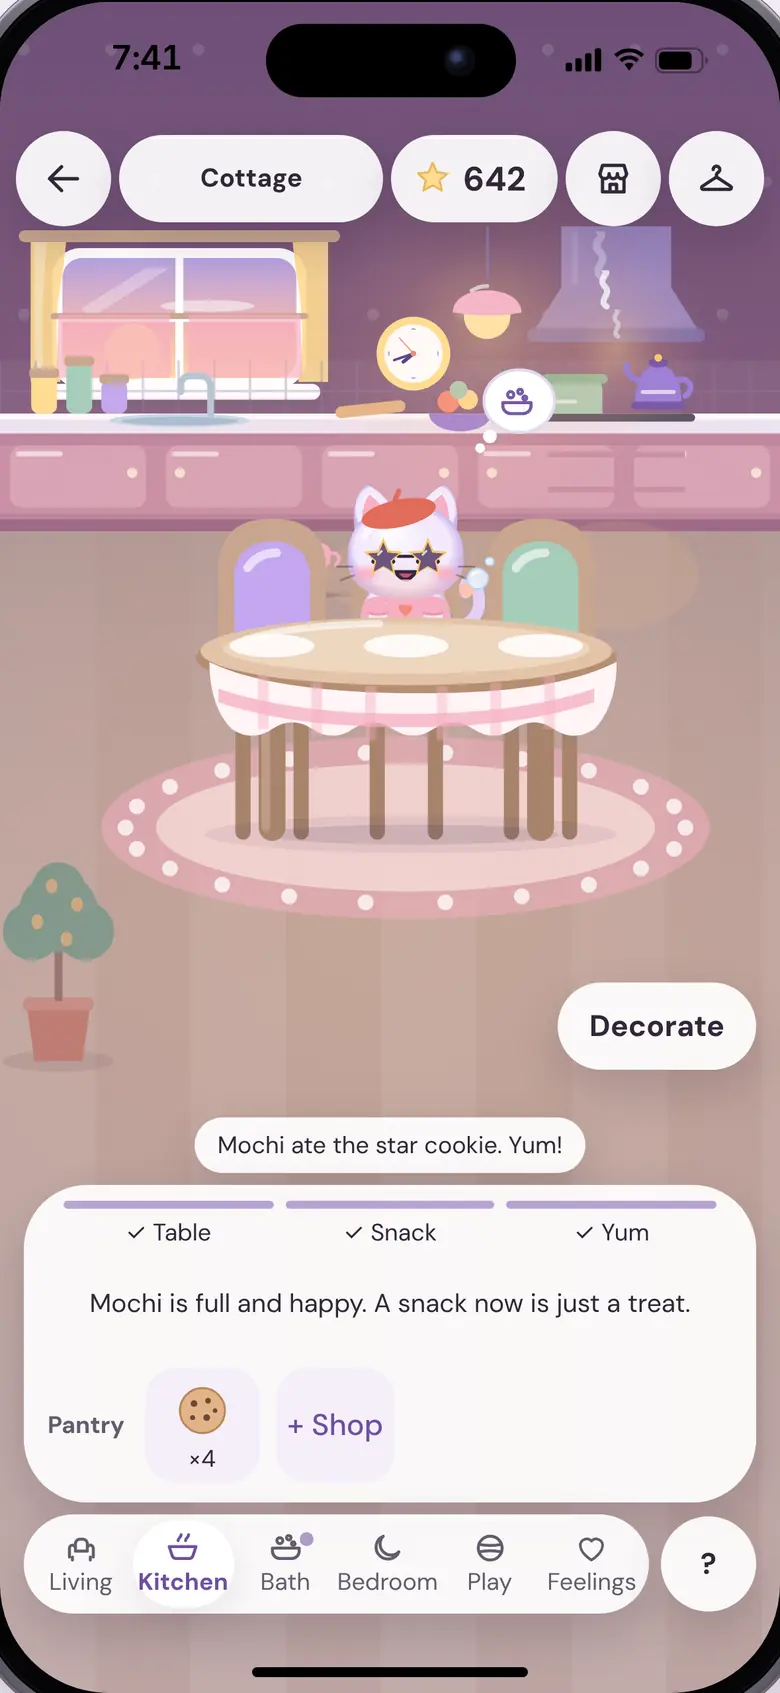 7:41
Cottage
642
Decorate
Mochi ate the star cookie. Yum!
✓ Table
✓ Snack
✓ Yum
Mochi is full and happy. A snack now is just a treat.
Pantry
×4
+ Shop
Living
Kitchen
Bath
Bedroom
Play
Feelings
?